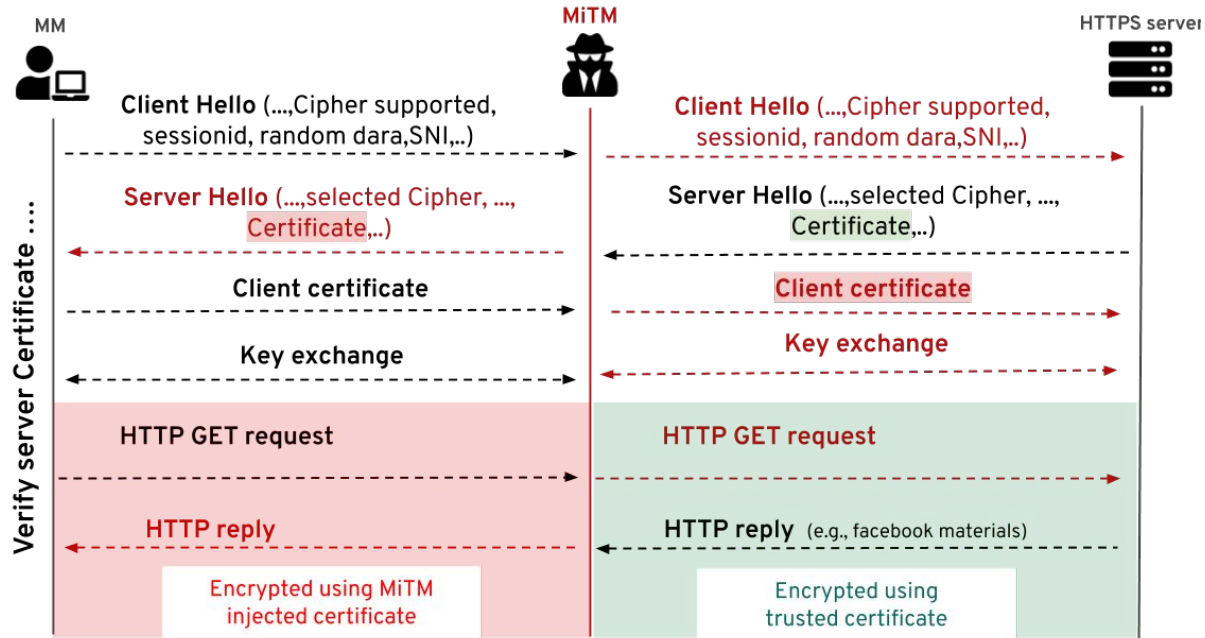 MM
MiTM
HTTPS server
Client Hello (...,Cipher supported,
sessionid, random dara,SNI,..)
Client Hello (...,Cipher supported,
sessionid, random dara,SNI,..)
Server Hello (...,selected Cipher, ...,
Certificate,..)
Server Hello (...,selected Cipher, ...,
Certificate,..)
Verify server Certificate ....
Client certificate
Client certificate
Key exchange
Key exchange
HTTP GET request
HTTP GET request
HTTP reply
HTTP reply (e.g., facebook materials)
Encrypted using MiTM
injected certificate
Encrypted using
trusted certificate